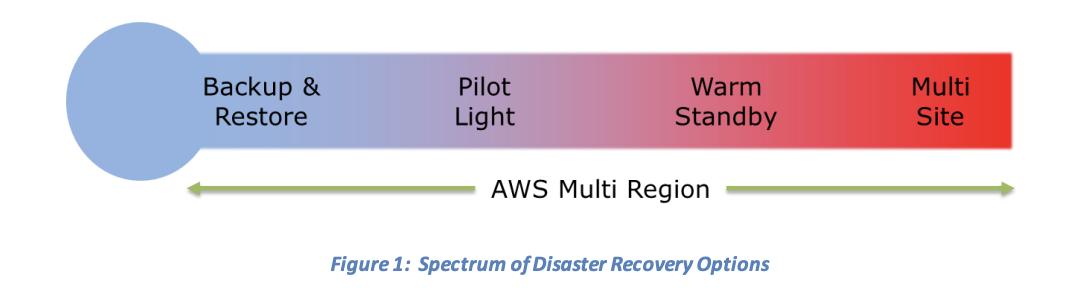 Backup &
Restore
Pilot
Light
Warm
Standby
Multi
Site
AWS Multi Region
Figure 1: Spectrum of Disaster Recovery Options